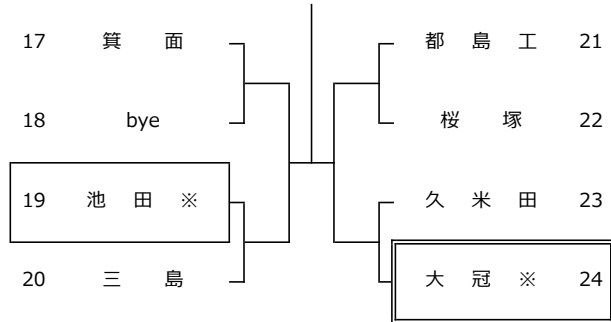 17 箕 面 都 島 工 21
18 bye 桜 塚 22
19 池 田 ※ 久 米 田 23
20 三 島 大 冠 ※ 24